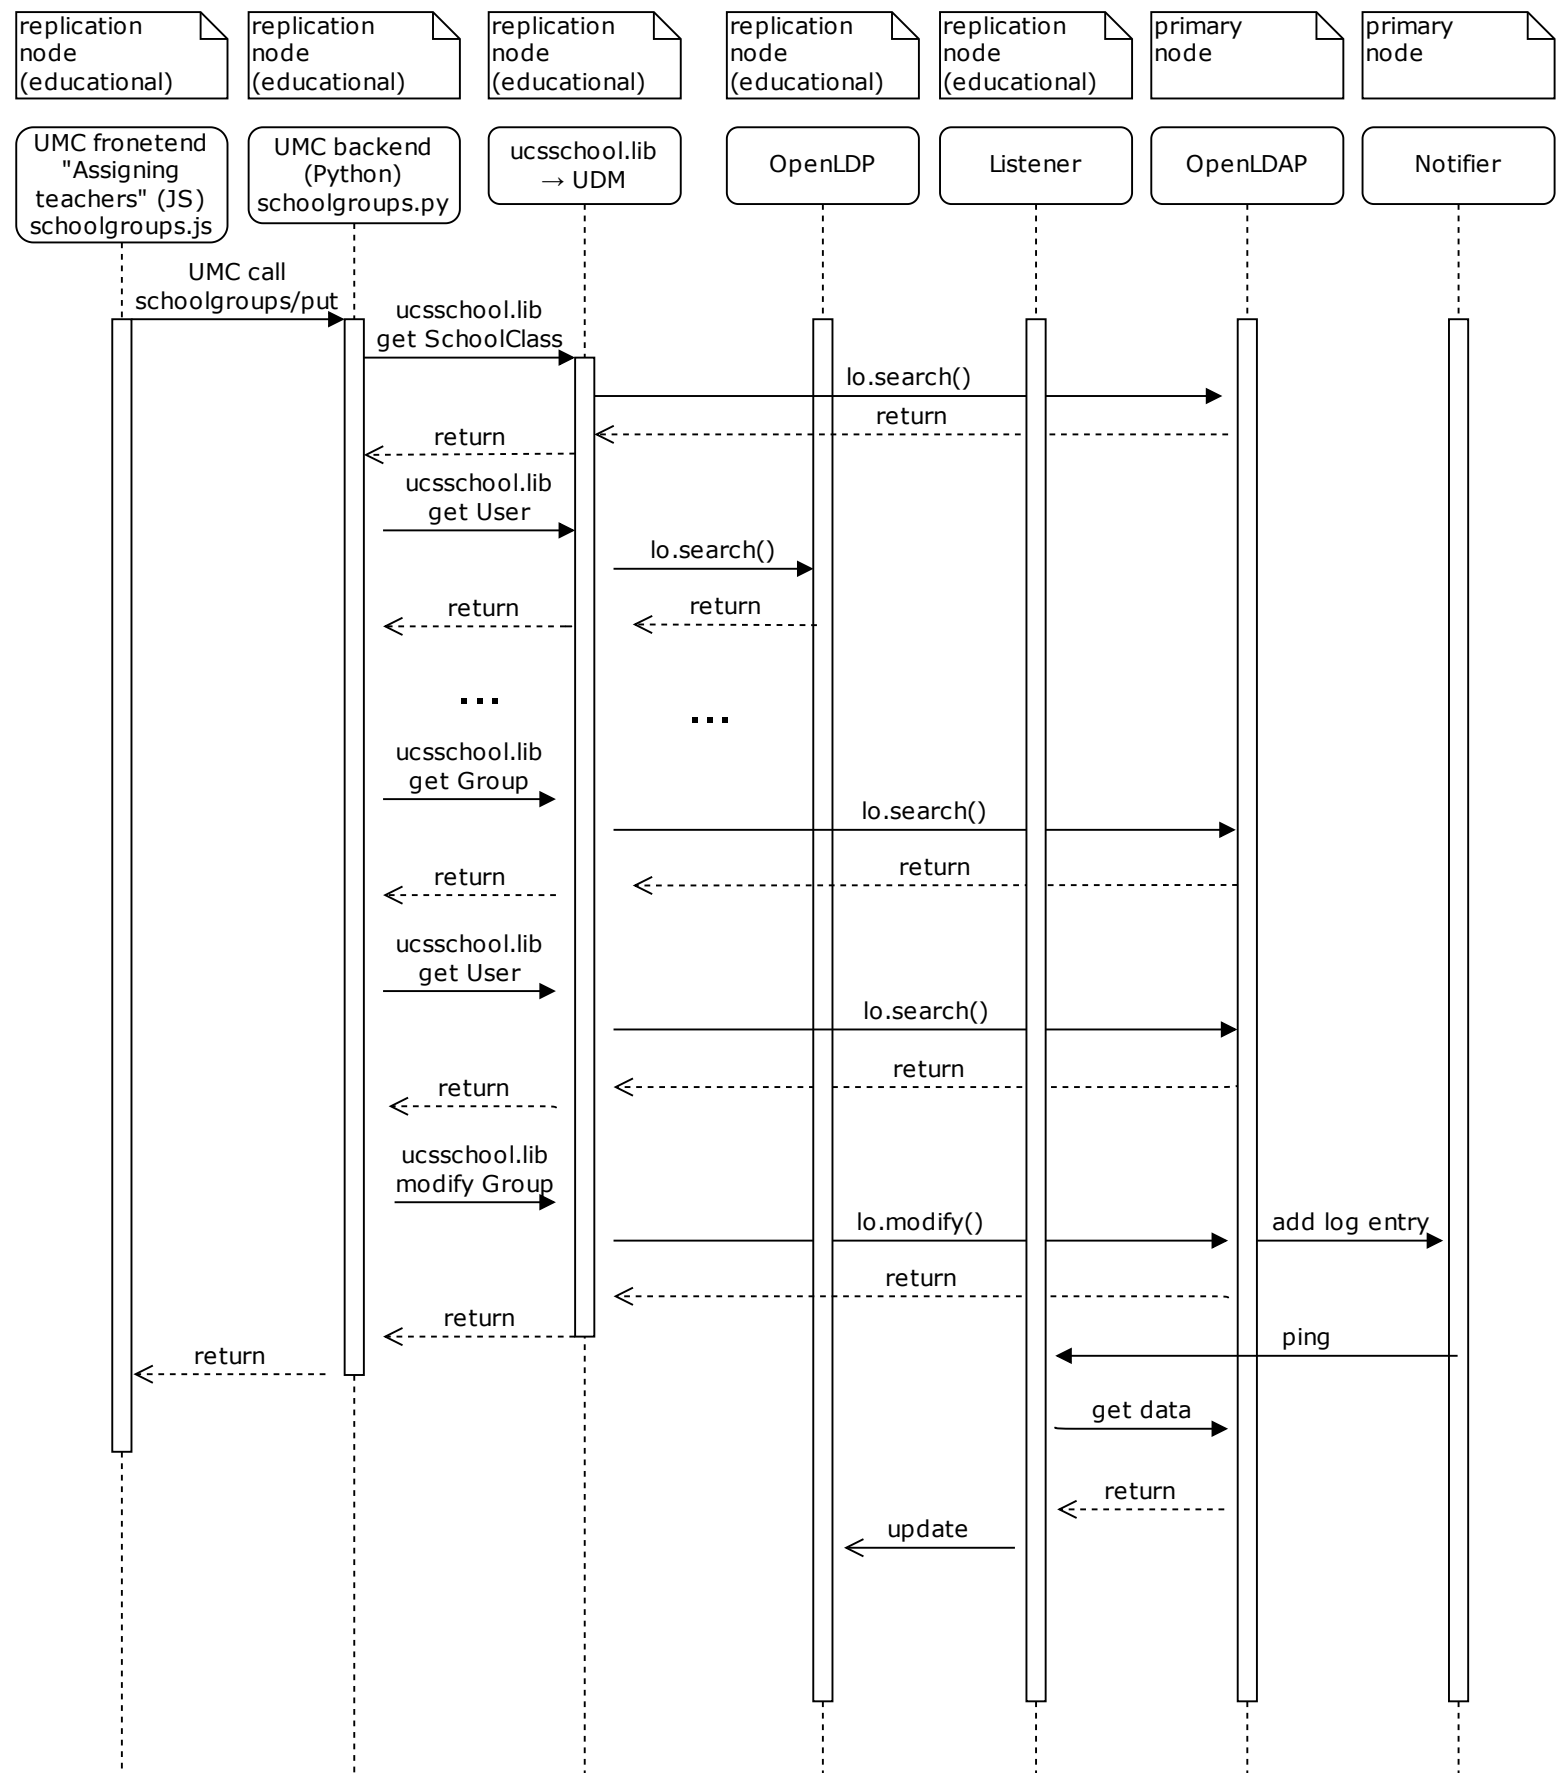 replication
node
(educational)
replication
node
(educational)
replication
node
(educational)
replication
node
(educational)
replication
node
(educational)
primary
node
primary
node
UMC fronetend
"Assigning
teachers" (JS)
schoolgroups.js
UMC backend
(Python)
schoolgroups.py
ucsschool.lib
→ UDM
OpenLDP
Listener
OpenLDAP
Notifier
UMC call
schoolgroups/put
ucsschool.lib
get SchoolClass
lo.search()
return
return
ucsschool.lib
get User
lo.search()
return
return
...
...
ucsschool.lib
get Group
lo.search()
return
return
ucsschool.lib
get User
lo.search()
return
return
ucsschool.lib
modify Group
lo.modify()
add log entry
return
return
ping
return
get data
return
update